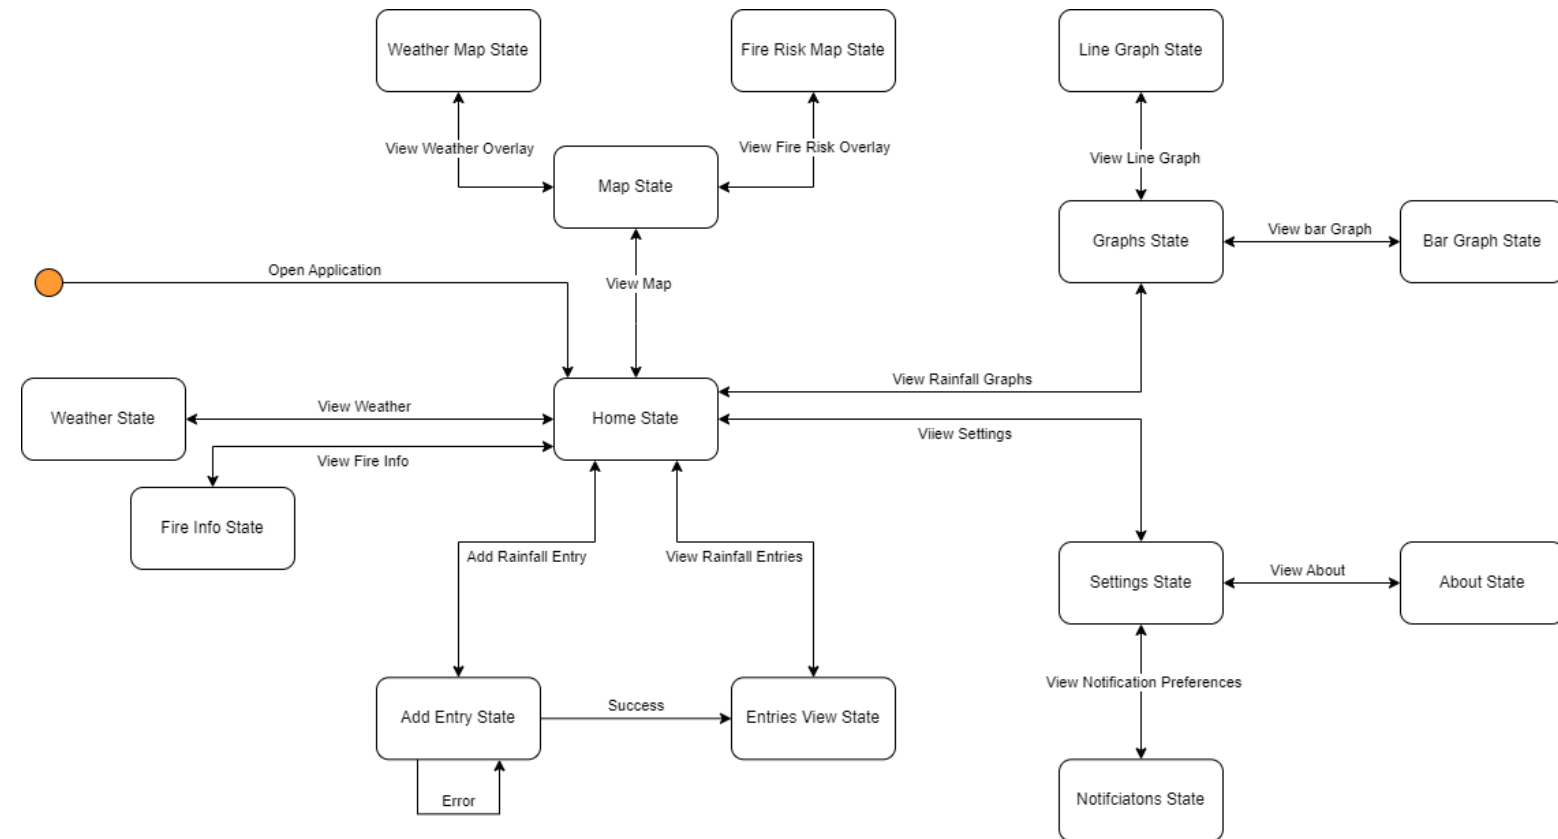 Weather Map State
Fire Risk Map State
Line Graph State
View Weather Overlay
View Fire Risk Overlay
View Line Graph
Map State
Graphs State
View bar Graph
Bar Graph State
Open Application
View Map
View Rainfall Graphs
Weather State
View Weather
Home State
Viiew Settings
View Fire Info
Fire Info State
Add Rainfall Entry
View Rainfall Entries
Settings State
View About
About State
View Notification Preferences
Add Entry State
Success
Entries View State
Error
Notifciatons State